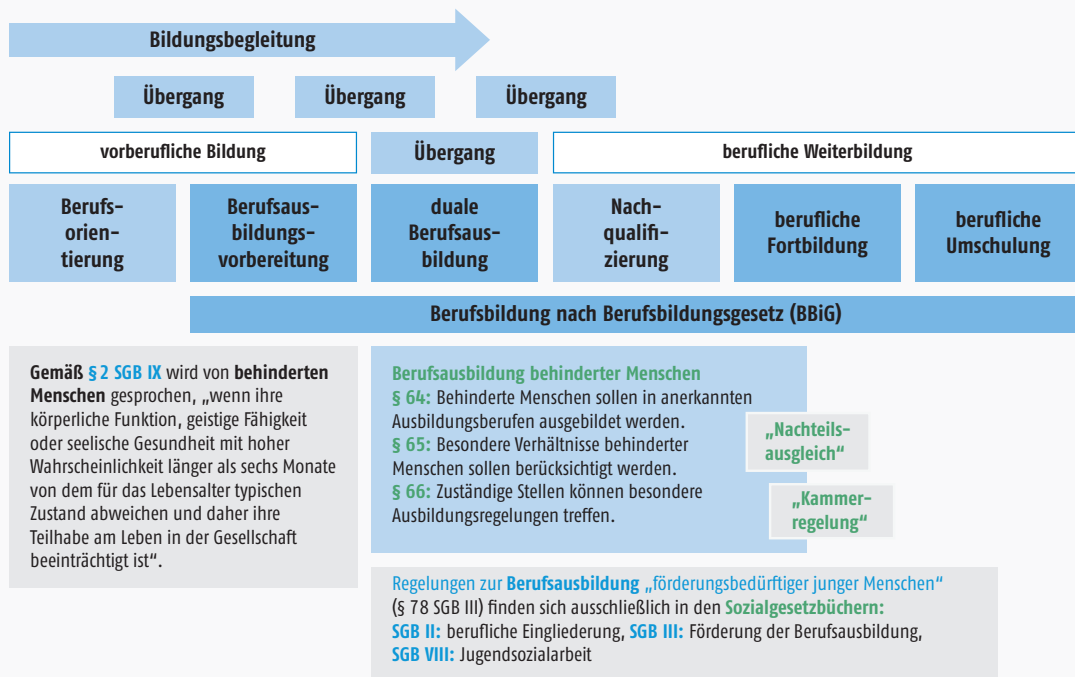 Bildungsbegleitung
Übergang
Übergang
Übergang
vorberufliche Bildung
Übergang
berufliche Weiterbildung
Berufs-
orien-
tierung
Berufsaus-
bildungs-
vorbereitung
duale
Berufsaus-
bildung
Nach-
qualifi-
zierung
berufliche
Fortbildung
berufliche
Umschulung
Berufsbildung nach Berufsbildungsgesetz (BBiG)
Gemäß § 2 SGB IX wird von behinderten
Menschen gesprochen, „wenn ihre
körperliche Funktion, geistige Fähigkeit
oder seelische Gesundheit mit hoher
Wahrscheinlichkeit länger als sechs Monate
von dem für das Lebensalter typischen
Zustand abweichen und daher ihre
Teilhabe am Leben in der Gesellschaft
beeinträchtigt ist“.
Berufsausbildung behinderter Menschen
§ 64: Behinderte Menschen sollen in anerkannten
Ausbildungsberufen ausgebildet werden.
§ 65: Besondere Verhältnisse behinderter
Menschen sollen berücksichtigt werden.
§ 66: Zuständige Stellen können besondere
Ausbildungsregelungen treffen.
„Nachteils-
ausgleich“
„Kammer-
regelung“
Regelungen zur Berufsausbildung „förderungsbedürftiger junger Menschen“
(§ 78 SGB III) finden sich ausschließlich in den Sozialgesetzbüchern:
SGB II: berufliche Eingliederung, SGB III: Förderung der Berufsausbildung,
SGB VIII: Jugendsozialarbeit